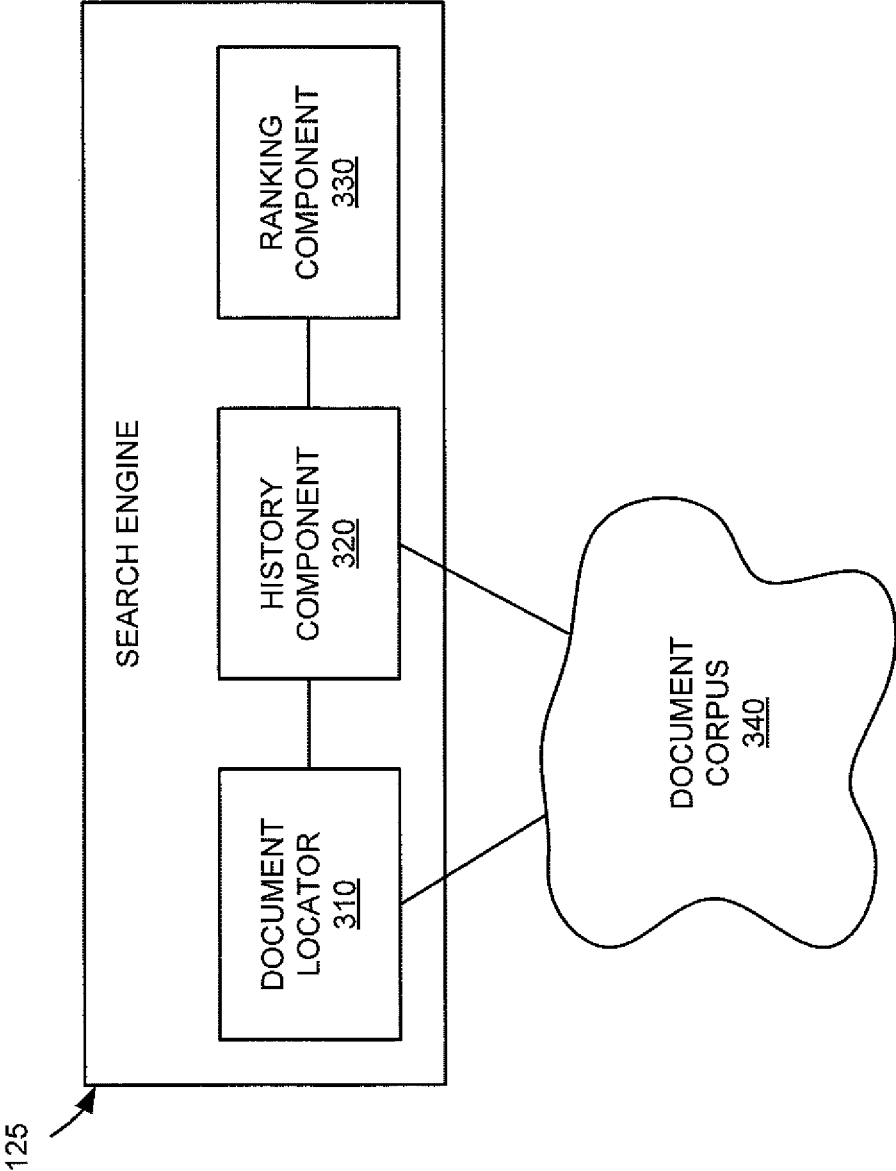 125
SEARCH ENGINE
DOCUMENT
LOCATOR
310
HISTORY
COMPONENT
320
RANKING
COMPONENT
330
DOCUMENT
CORPUS
340